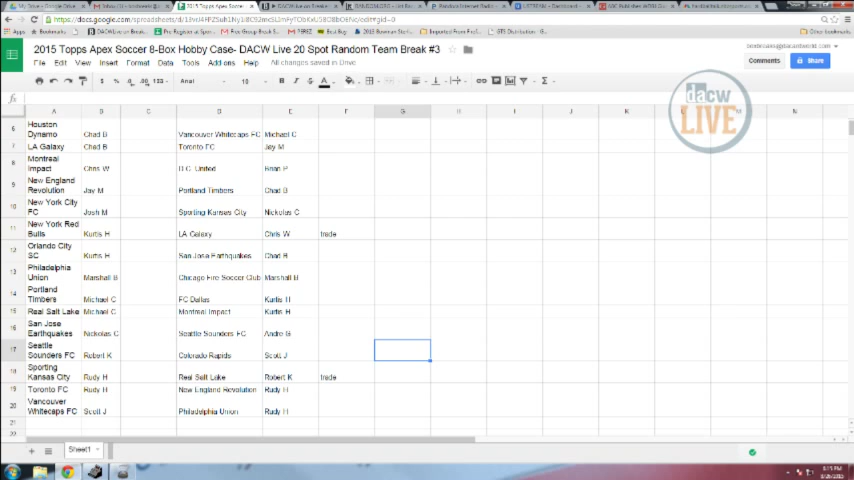 https://docs.google.com/spreadsheets/d/
2015 Topps Apex Soccer 8-Box Hobby Case- DACW Live 20 Spot Random Team Break #3
File Edit View Insert Format Data Tools Add-ons Help All changes saved in Drive
Comments
Share
Arial 10
dacw
LIVE
A B C D E F G H I J K L M N
6 Houston Dynamo Chad B Vancouver Whitecaps FC Michael C
7 LA Galaxy Chad B Toronto FC Jay M
8 Montreal Impact Chris W D.C. United Brian P
9 New England Revolution Jay M Portland Timbers Chad B
10 New York City FC Josh M Sporting Kansas City Nickolas C
11 New York Red Bulls Kurtis H LA Galaxy Chris W trade
12 Orlando City SC Kurtis H San Jose Earthquakes Chad B
13 Philadelphia Union Marshall B Chicago Fire Soccer Club Marshall B
14 Portland Timbers Michael C FC Dallas Kurtis H
15 Real Salt Lake Michael C Montreal Impact Kurtis H
16 San Jose Earthquakes Nickolas C Seattle Sounders FC Andre G
17 Seattle Sounders FC Robert K Colorado Rapids Scott J
18 Sporting Kansas City Rudy H Real Salt Lake Robert K trade
19 Toronto FC Rudy H New England Revolution Rudy H
20 Vancouver Whitecaps FC Scott J Philadelphia Union Rudy H
21
22
Sheet1